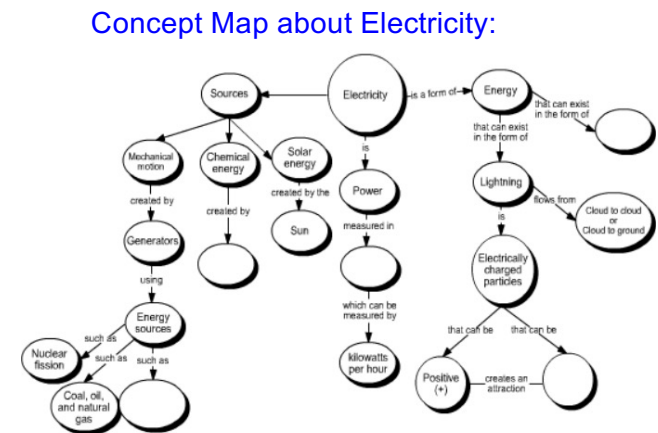 Concept Map about Electricity:
Sources
Electricity
is a form of
Energy
that can exist
in the form of
that can exist
in the form of
Mechanical
motion
Chemical
energy
Solar
energy
is
created by
created by
created by the
Power
Lightning
flows from
Cloud to cloud
or
Cloud to ground
Generators
Sun
measured in
is
using
Electrically
charged
particles
Energy
sources
which can be
measured by
such as
such as
such as
that can be
that can be
Nuclear
fission
kilowatts
per hour
Coal, oil,
and natural
gas
Positive
(+)
creates an
attraction